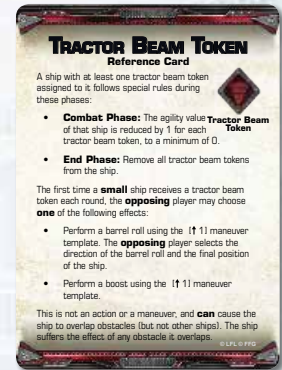 TRACTOR BEAM TOKEN
Reference Card
A ship with at least one tractor beam token
assigned to it follows special rules during
these phases:
• Combat Phase: The agility value
of that ship is reduced by 1 for each
tractor beam token, to a minimum of 0.
Tractor Beam
Token
• End Phase: Remove all tractor beam tokens
from the ship.
The first time a small ship receives a tractor beam
token each round, the opposing player may choose
one of the following effects:
• Perform a barrel roll using the [↑ 1] maneuver
template. The opposing player selects the
direction of the barrel roll and the final position
of the ship.
• Perform a boost using the [↑ 1] maneuver
template.
This is not an action or a maneuver, and can cause the
ship to overlap obstacles (but not other ships). The ship
suffers the effect of any obstacle it overlaps.
© LFL © FFG